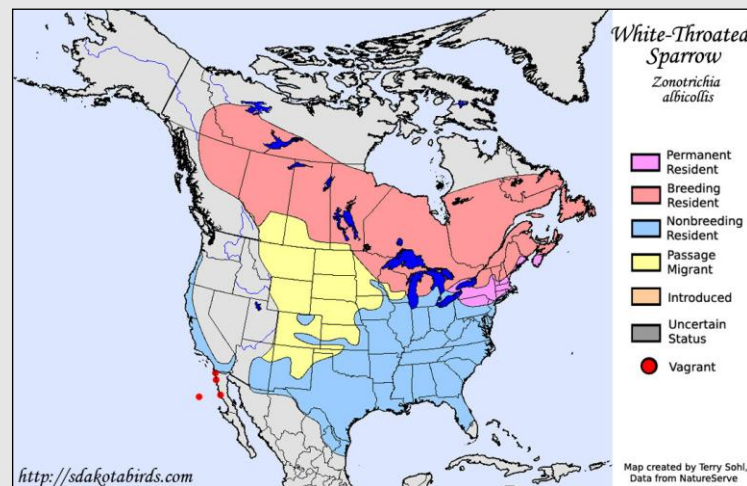 White-Throated
Sparrow
Zonotrichia
albicollis
Permanent
Resident
Breeding
Resident
Nonbreeding
Resident
Passage
Migrant
Introduced
Uncertain
Status
Vagrant
http://sdakotabirds.com
Map created by Terry Sohl,
Data from NatureServe